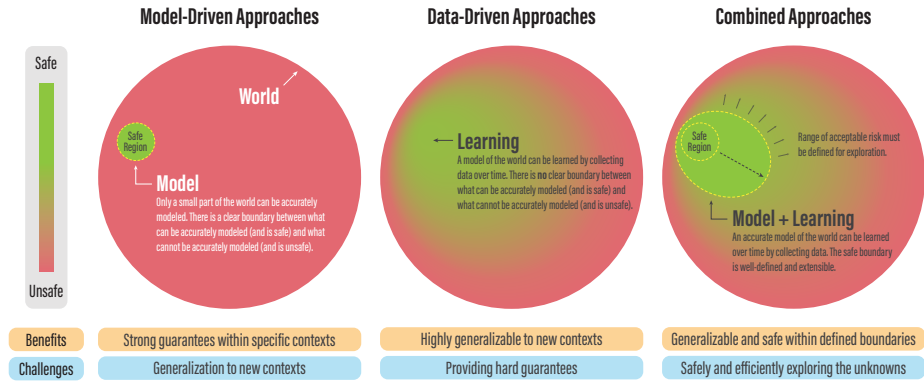 Model-Driven Approaches
Data-Driven Approaches
Combined Approaches
Safe
Unsafe
World
Safe
Region
Model
Only a small part of the world can be accurately
modeled. There is a clear boundary between what
can be accurately modeled (and is safe) and what
cannot be accurately modeled (and is unsafe).
Learning
A model of the world can be learned by collecting
data over time. There is no clear boundary between
what can be accurately modeled (and is safe) and
what cannot be accurately modeled (and is unsafe).
Safe
Region
Range of acceptable risk must
be defined for exploration.
Model + Learning
An accurate model of the world can be learned
over time by collecting data. The safe boundary
is well-defined and extensible.
Benefits
Strong guarantees within specific contexts
Highly generalizable to new contexts
Generalizable and safe within defined boundaries
Challenges
Generalization to new contexts
Providing hard guarantees
Safely and efficiently exploring the unknowns